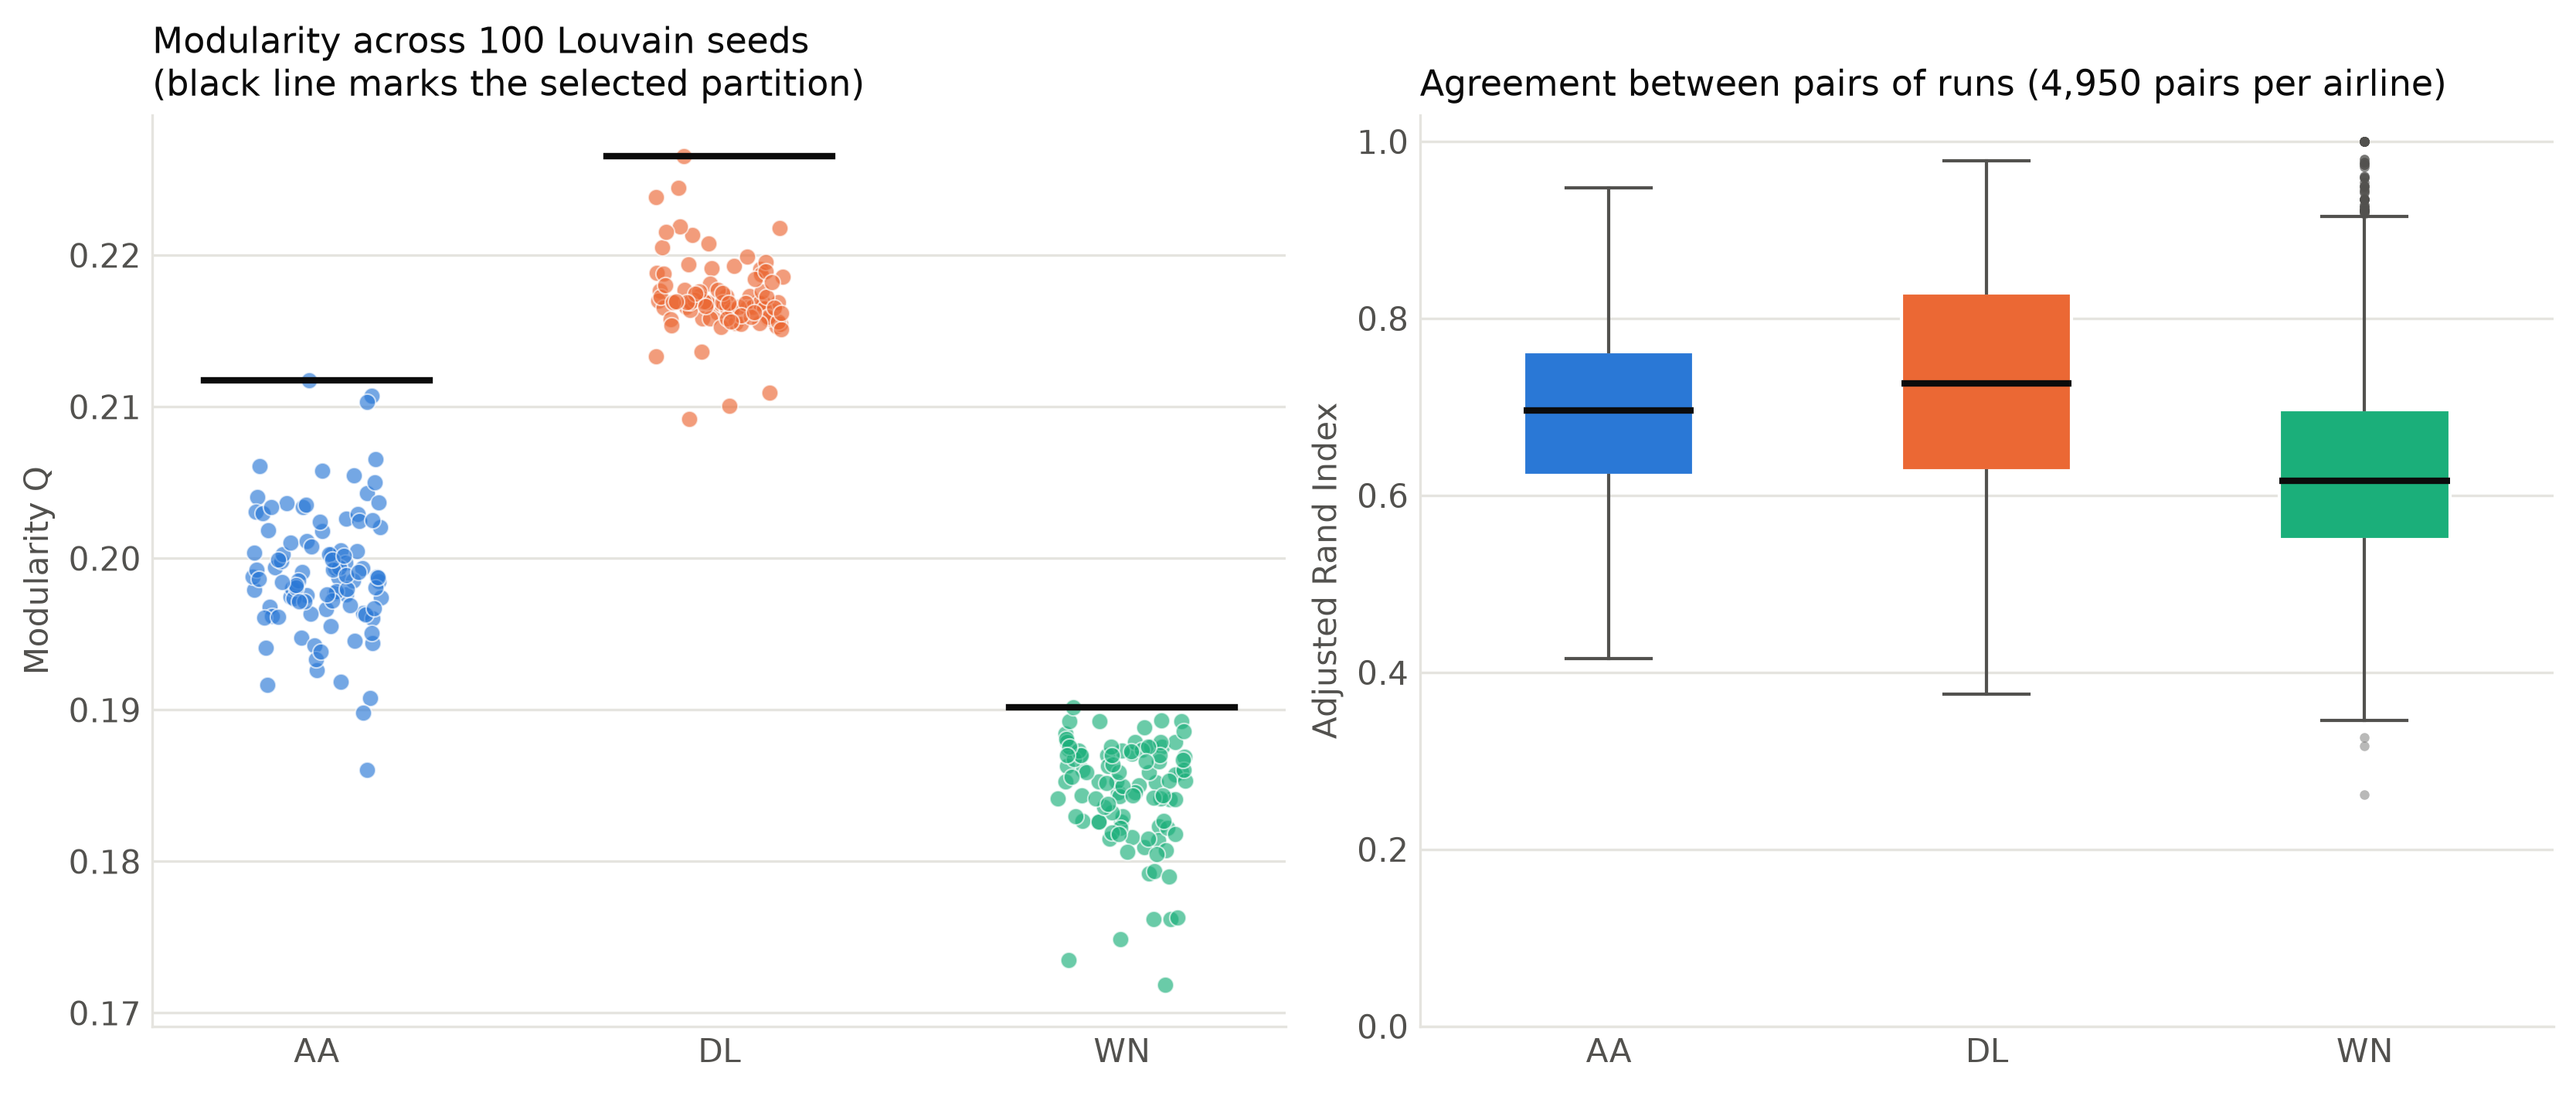 Modularity across 100 Louvain seeds
(black line marks the selected partition)
Modularity Q
0.22
0.21
0.20
0.19
0.18
0.17
AA
DL
WN
Agreement between pairs of runs (4,950 pairs per airline)
Adjusted Rand Index
1.0
0.8
0.6
0.4
0.2
0.0
AA
DL
WN